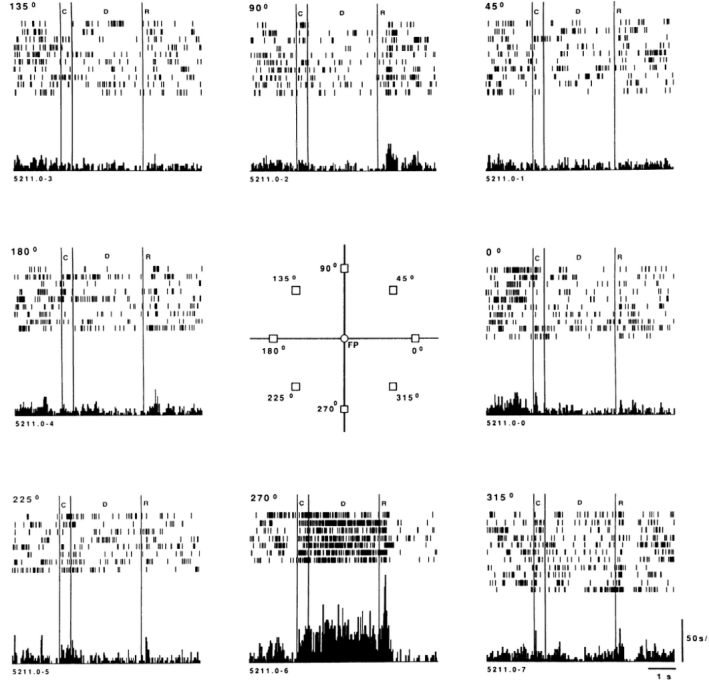 135° C D R
90° C D R
45° C D R
5211.0-3
5211.0-2
5211.0-1
180° C D R
90°
135° 45°
180° FP 0°
225° 315°
270°
0° C D R
5211.0-4
5211.0-0
225° C D R
270° C D R
315° C D R
50s/
5211.0-5
5211.0-6
5211.0-7
1 s